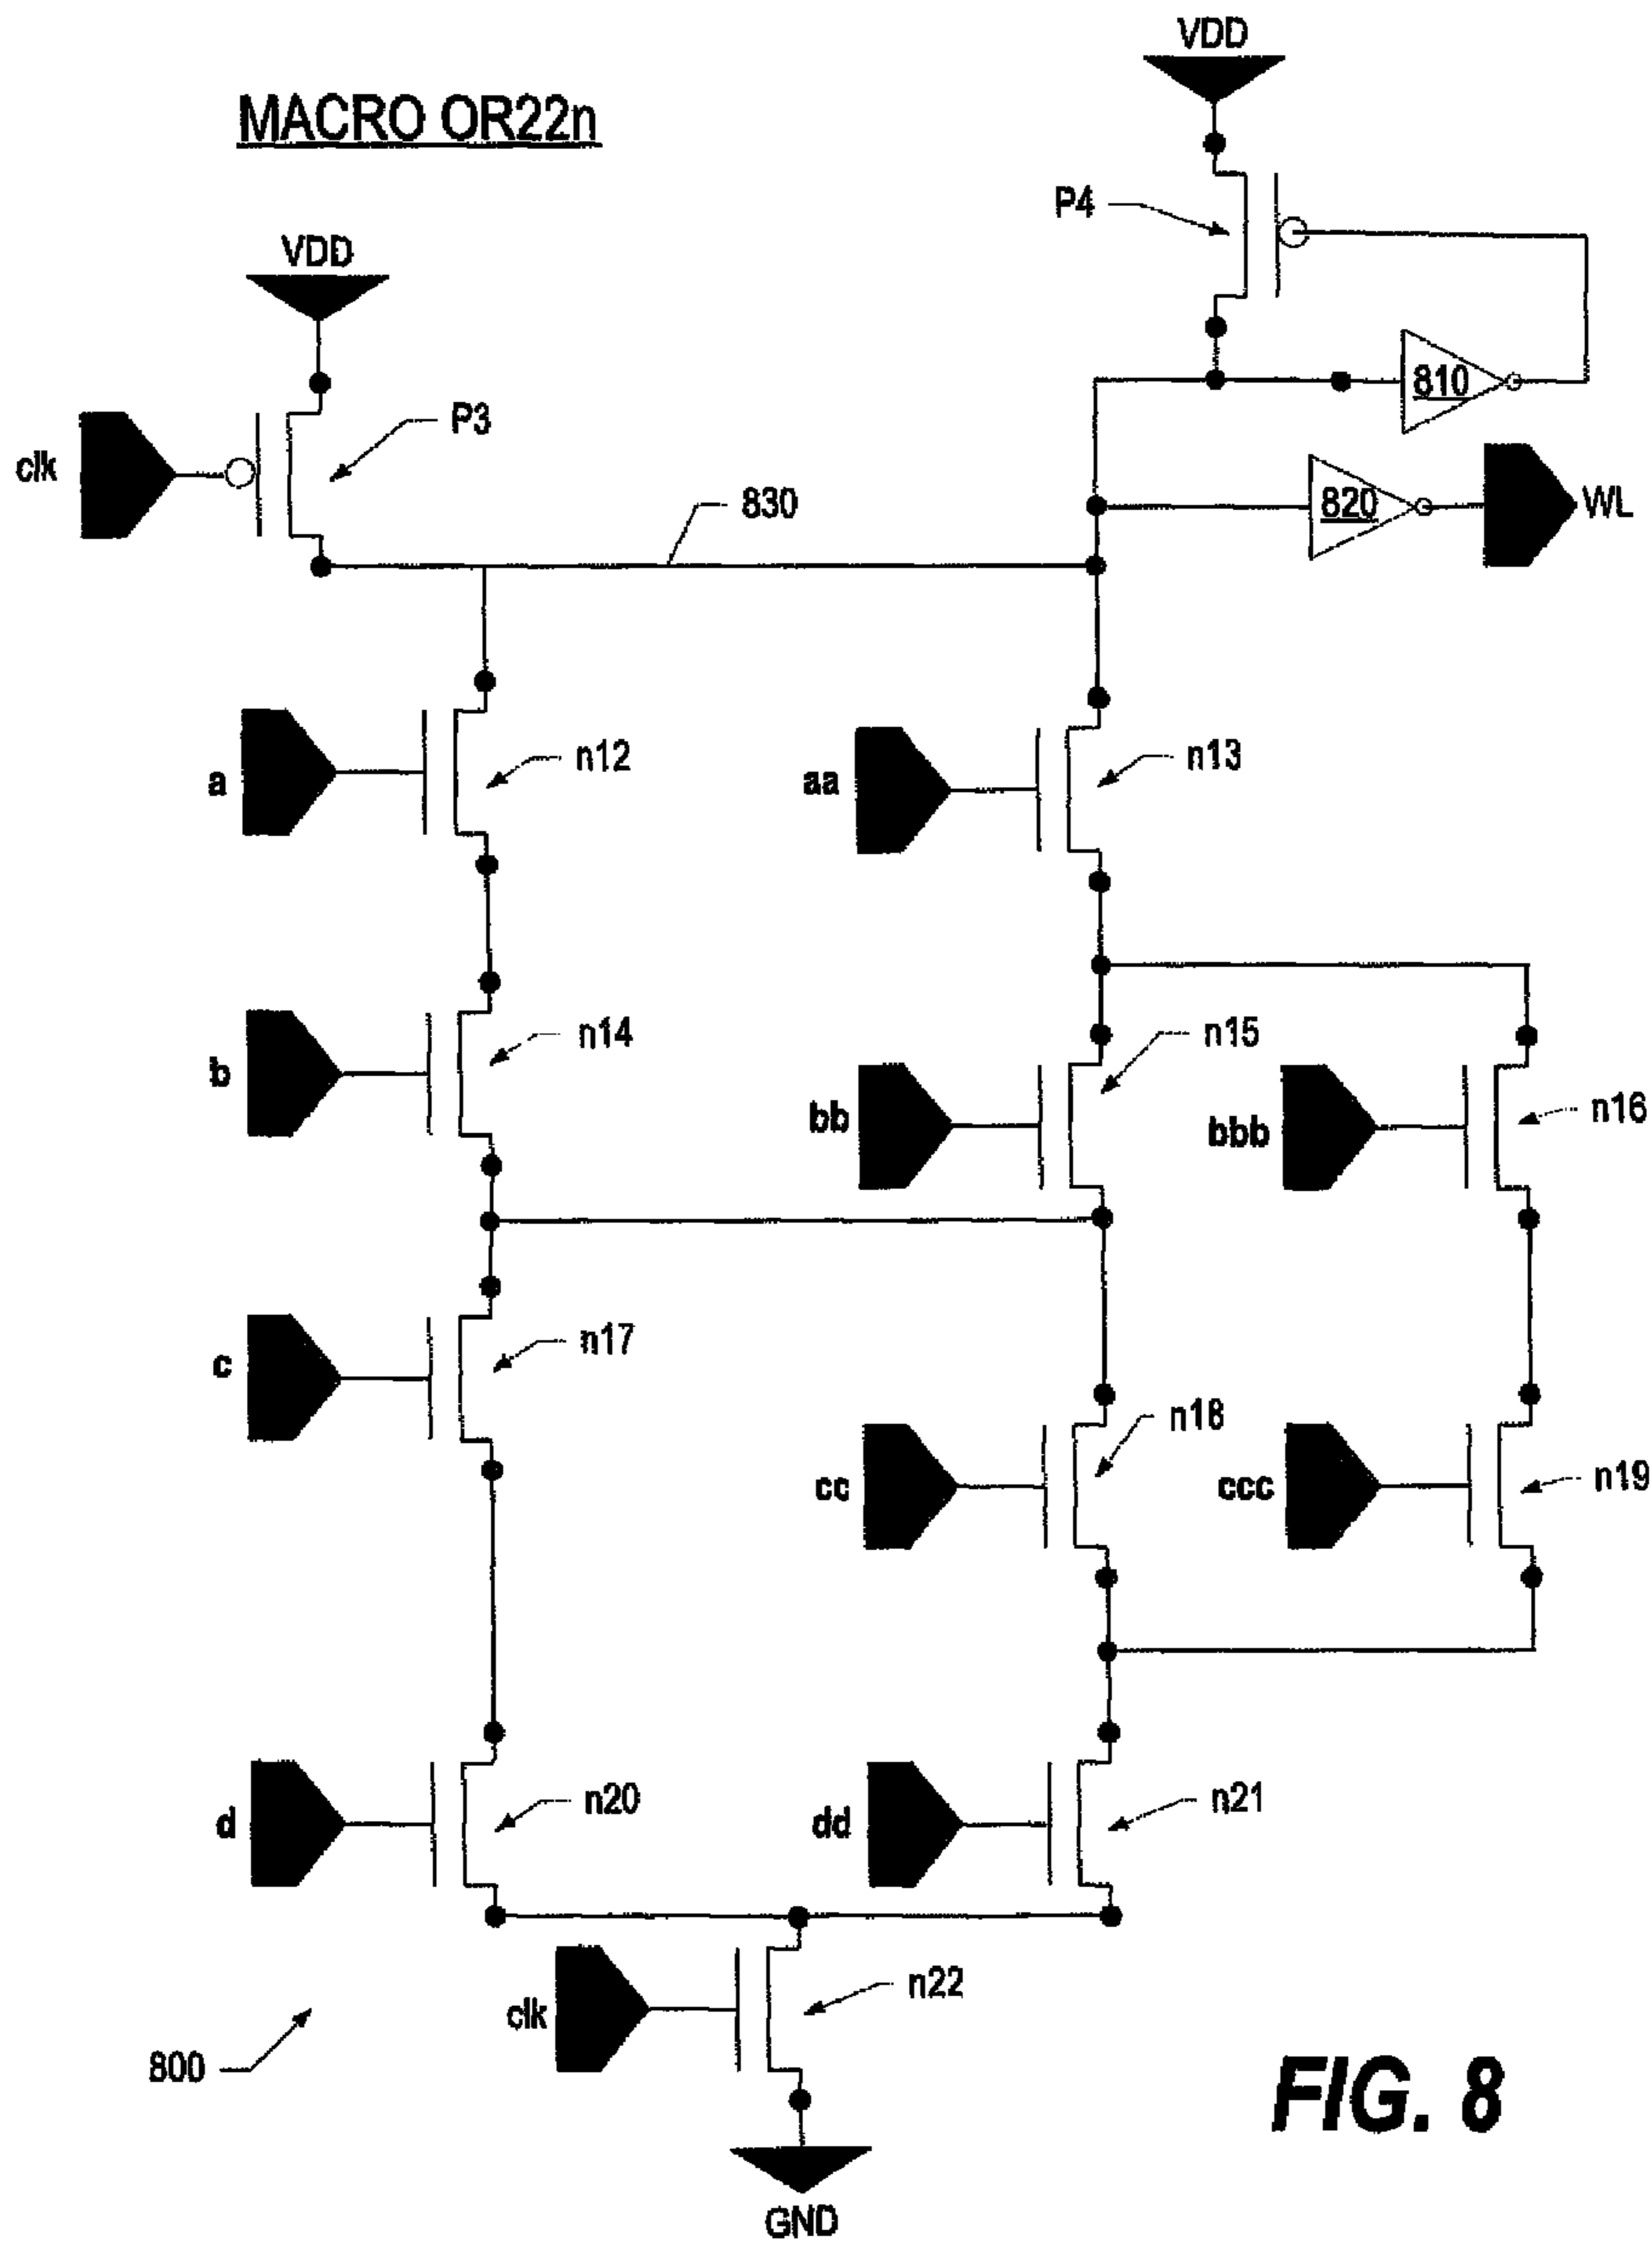 VDD
MACRO OR22n
P4
VDD
810
P3
clk
830
820
WL
a
n12
aa
n13
b
n14
bb
n15
bbb
n16
c
n17
cc
n18
ccc
n19
d
n20
dd
n21
clk
n22
800
GND
FIG. 8